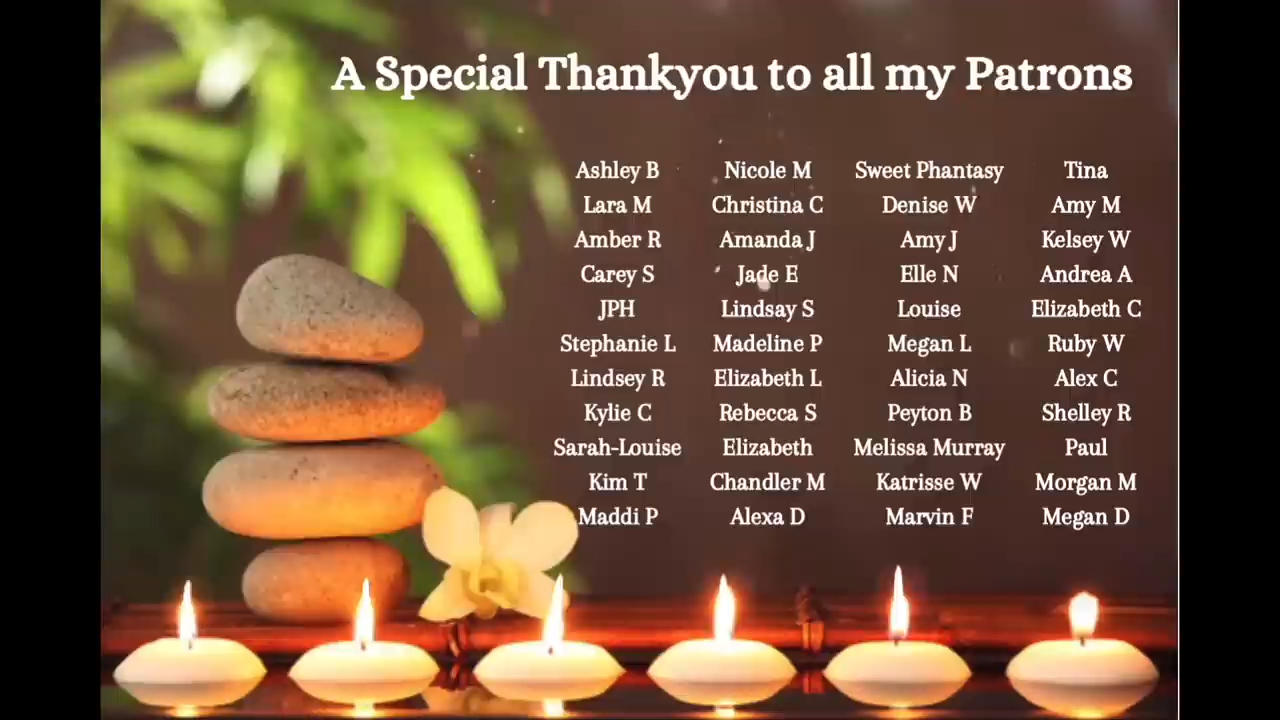 A Special Thankyou to all my Patrons
Ashley B Nicole M Sweet Phantasy Tina
Lara M Christina C Denise W Amy M
Amber R Amanda J Amy J Kelsey W
Carey S Jade E Elle N Andrea A
JPH Lindsay S Louise Elizabeth C
Stephanie L Madeline P Megan L Ruby W
Lindsey R Elizabeth L Alicia N Alex C
Kylie C Rebecca S Peyton B Shelley R
Sarah-Louise Elizabeth Melissa Murray Paul
Kim T Chandler M Katrisse W Morgan M
Maddi P Alexa D Marvin F Megan D